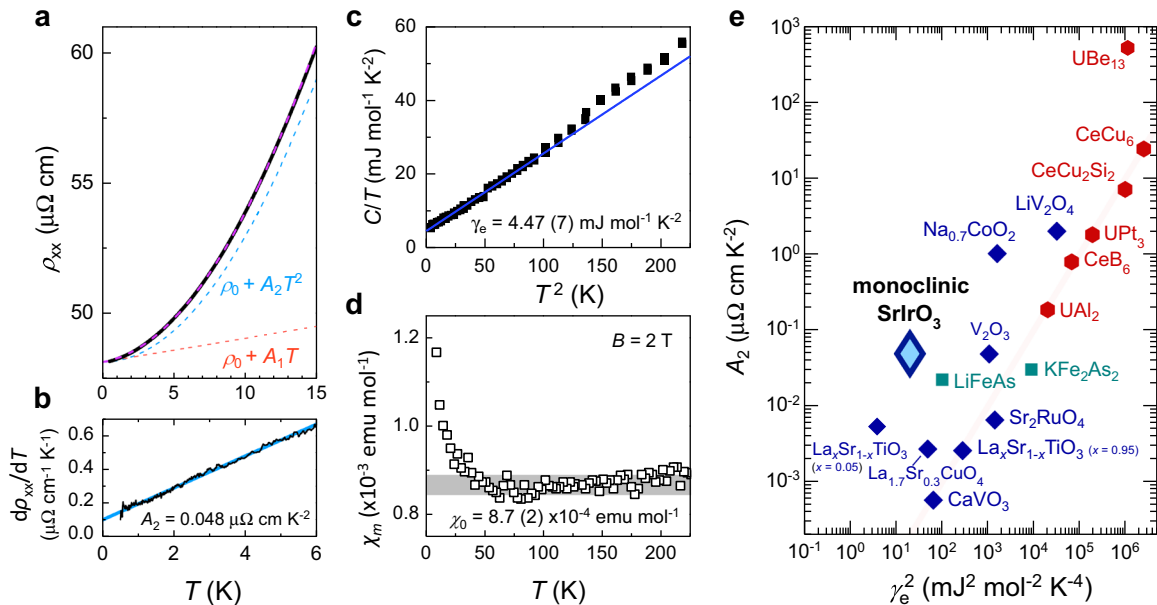 a
60
55
50
ρxx (μΩ cm)
ρ0 + A2T²
ρ0 + A1T
0 5 10 15
b
0.6
0.4
0.2
0.0
dρxx/dT
(μΩ cm⁻¹ K⁻¹)
A2 = 0.048 μΩ cm K⁻²
0 2 4 6
T (K)
c
60
40
20
0
C/T (mJ mol⁻¹ K⁻²)
γe = 4.47 (7) mJ mol⁻¹ K⁻²
0 50 100 150 200
T² (K)
d
1.2
1.0
0.8
χm (x10⁻³ emu mol⁻¹)
B = 2 T
χ0 = 8.7 (2) x10⁻⁴ emu mol⁻¹
0 50 100 150 200
T (K)
e
10³
10²
10¹
10⁰
10⁻¹
10⁻²
10⁻³
A2 (μΩ cm K⁻²)
UBe13
CeCu6
CeCu2Si2
LiV2O4
Na0.7CoO2
UPt3
CeB6
monoclinic
SrIrO3
UAl2
V2O3
LiFeAs
KFe2As2
Sr2RuO4
LaxSr1-xTiO3
(x = 0.05)
LaxSr1-xTiO3 (x = 0.95)
La1.7Sr0.3CuO4
CaVO3
10⁻¹ 10⁰ 10¹ 10² 10³ 10⁴ 10⁵ 10⁶
γe² (mJ² mol⁻² K⁻⁴)